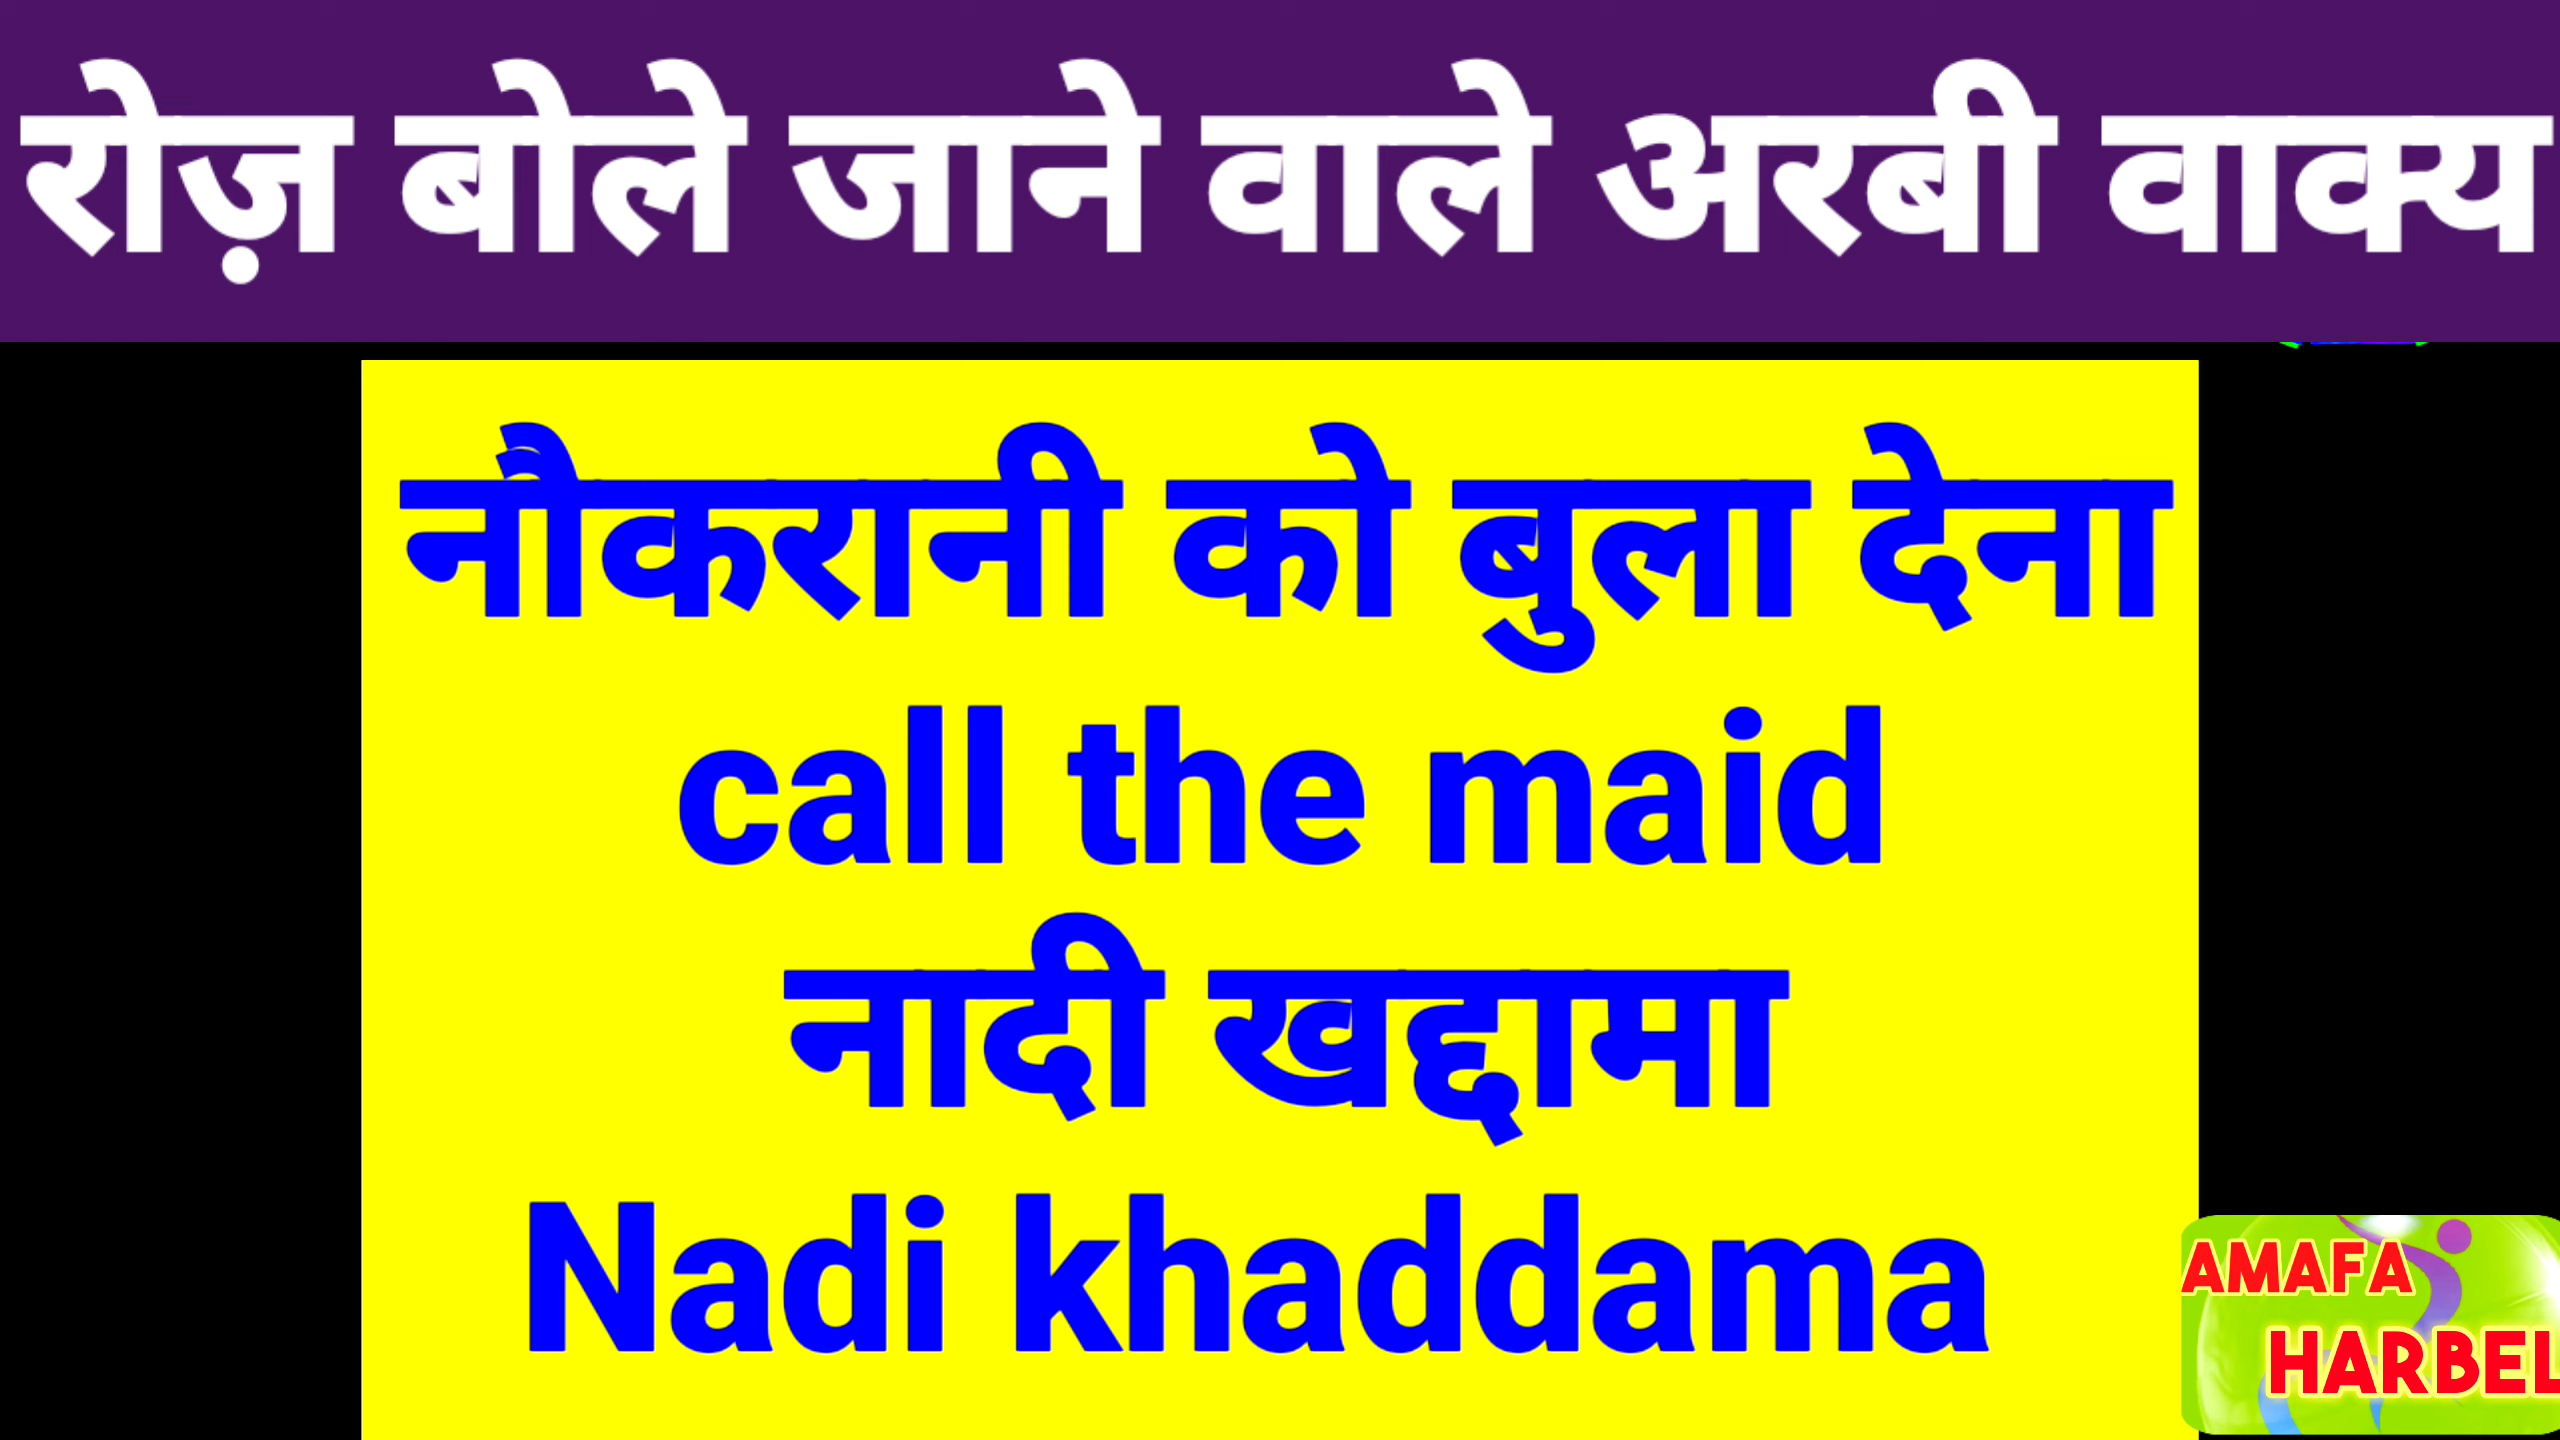 रोज़ बोले जाने वाले अरबी वाक्य
नौकरानी को बुला देना
call the maid
नादी खद्दामा
Nadi khaddama
AMAFA
HARBEL